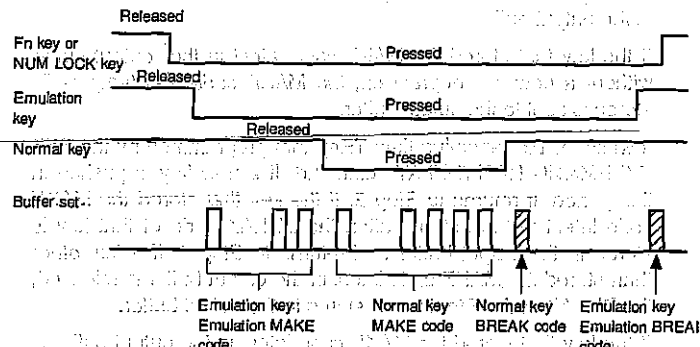 Released
Fn key or
NUM LOCK key
Pressed
Released
Emulation
key
Pressed
Released
Normal key
Pressed
Buffer set
Emulation key;
Emulation MAKE
code
Normal key
MAKE code
Normal key
BREAK code
Emulation key
Emulation BREAK
code